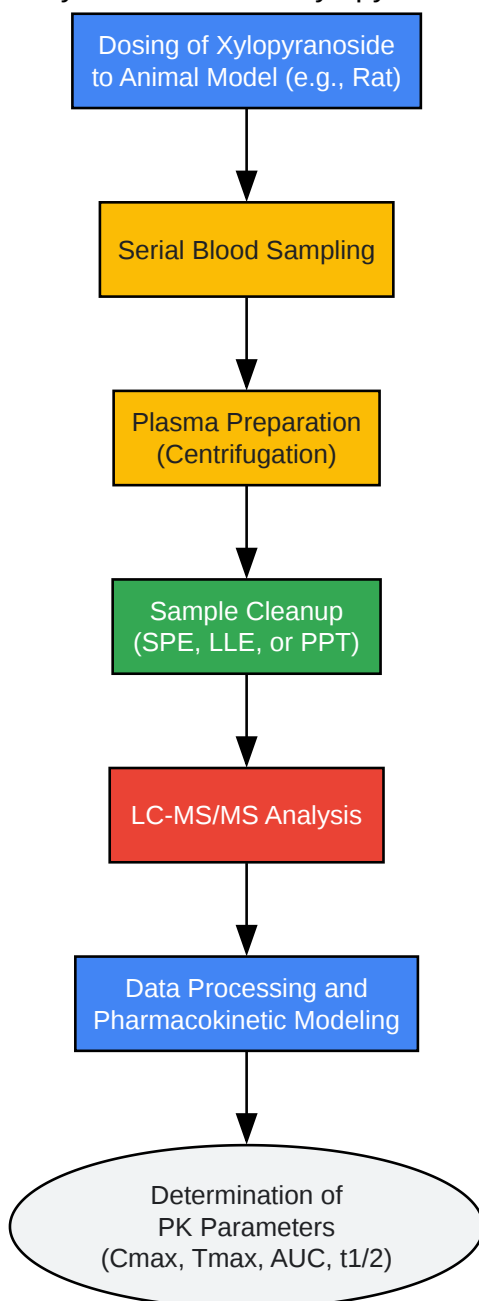 Dosing of Xylopyranoside
to Animal Model (e.g., Rat)
Serial Blood Sampling
Plasma Preparation
(Centrifugation)
Sample Cleanup
(SPE, LLE, or PPT)
LC-MS/MS Analysis
Data Processing and
Pharmacokinetic Modeling
Determination of
PK Parameters
(Cmax, Tmax, AUC, t1/2)